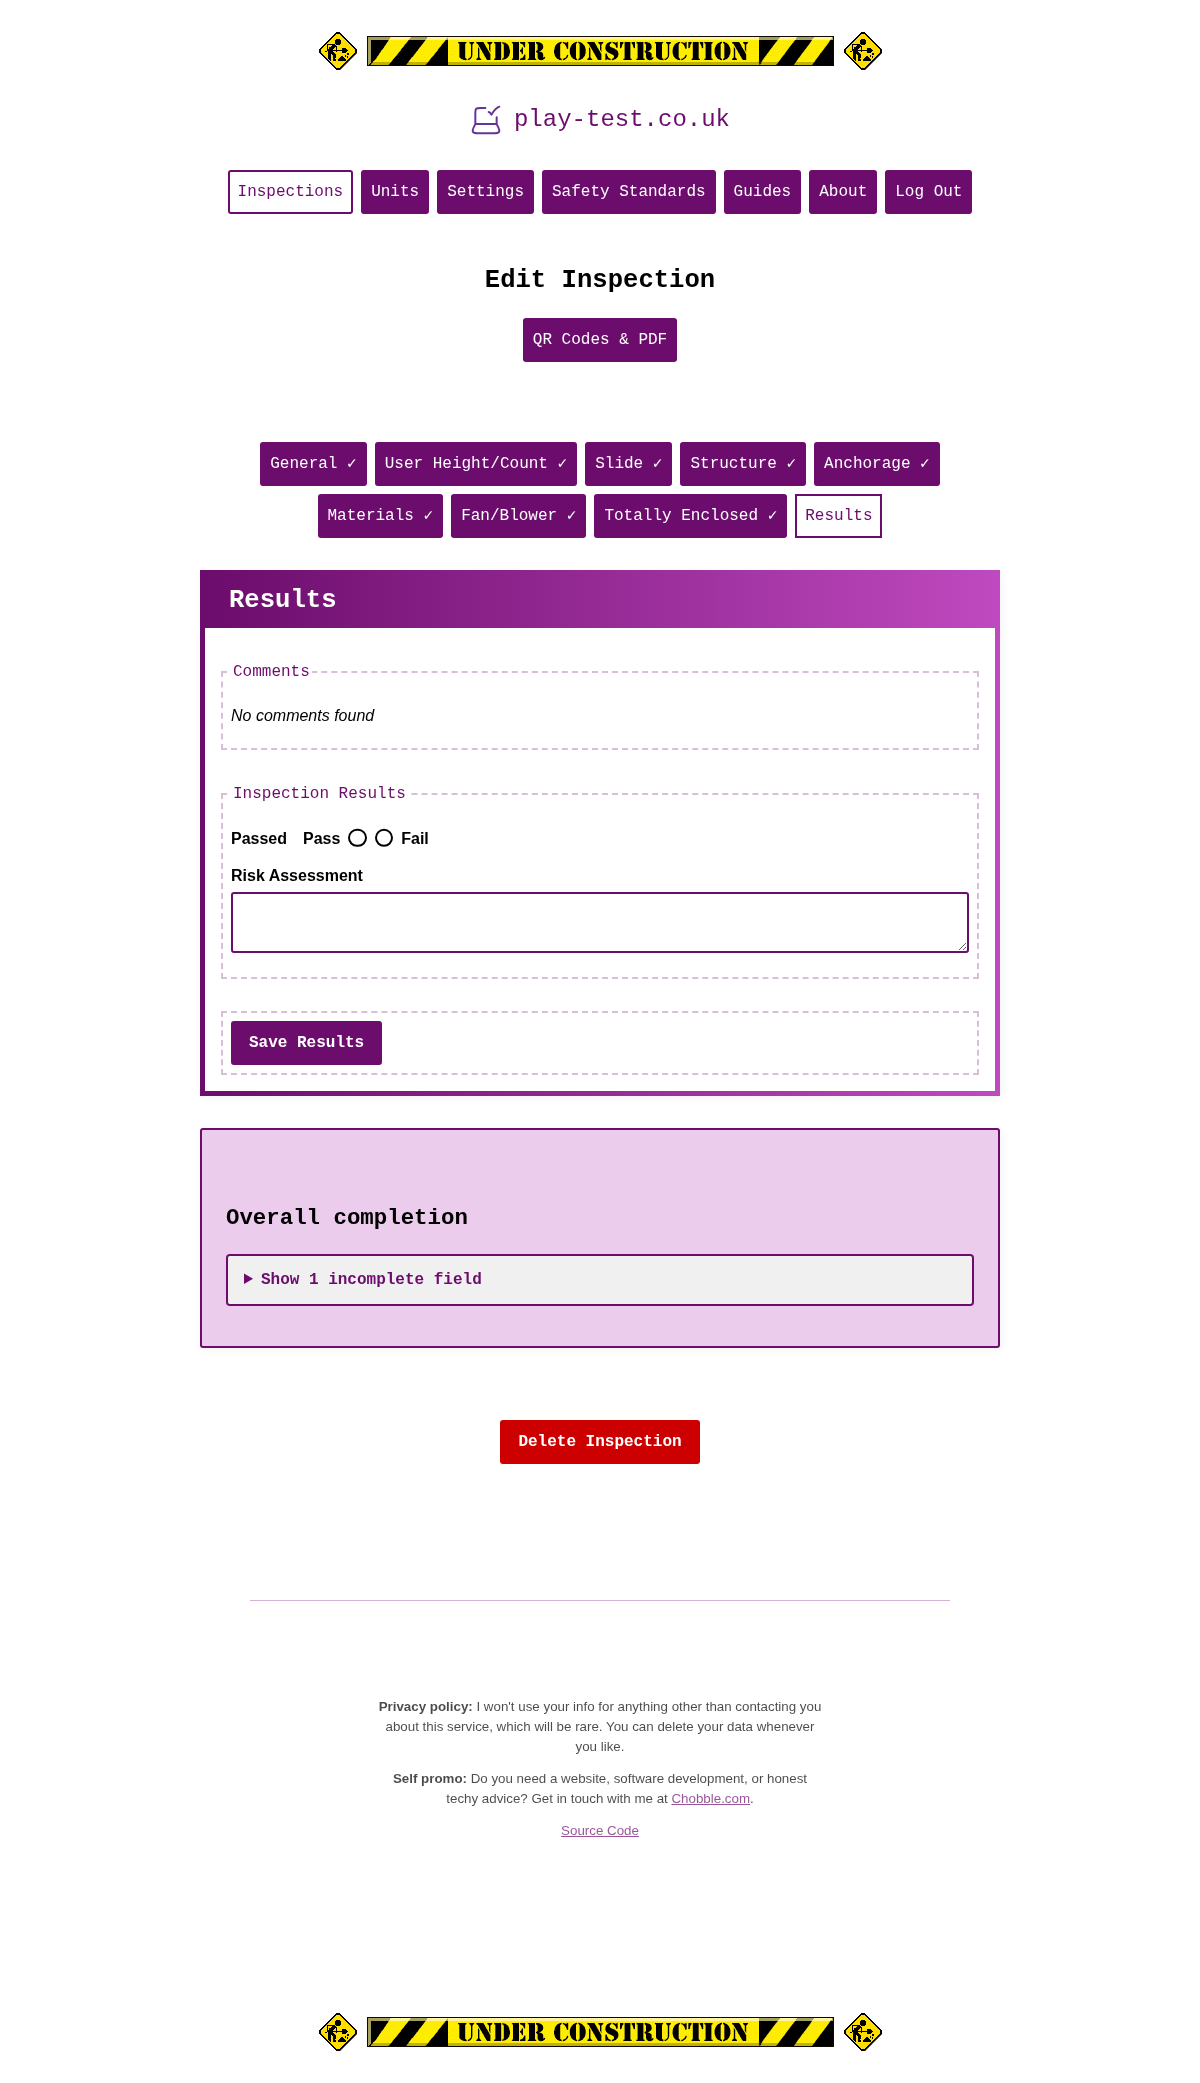 UNDER CONSTRUCTION
play-test.co.uk
Inspections Units Settings Safety Standards Guides About Log Out
Edit Inspection
QR Codes & PDF
General ✓ User Height/Count ✓ Slide ✓ Structure ✓ Anchorage ✓
Materials ✓ Fan/Blower ✓ Totally Enclosed ✓ Results
Results
Comments
No comments found
Inspection Results
Passed Pass Fail
Risk Assessment
Save Results
Overall completion
Show 1 incomplete field
Delete Inspection
Privacy policy: I won't use your info for anything other than contacting you
about this service, which will be rare. You can delete your data whenever
you like.
Self promo: Do you need a website, software development, or honest
techy advice? Get in touch with me at Chobble.com.
Source Code
UNDER CONSTRUCTION